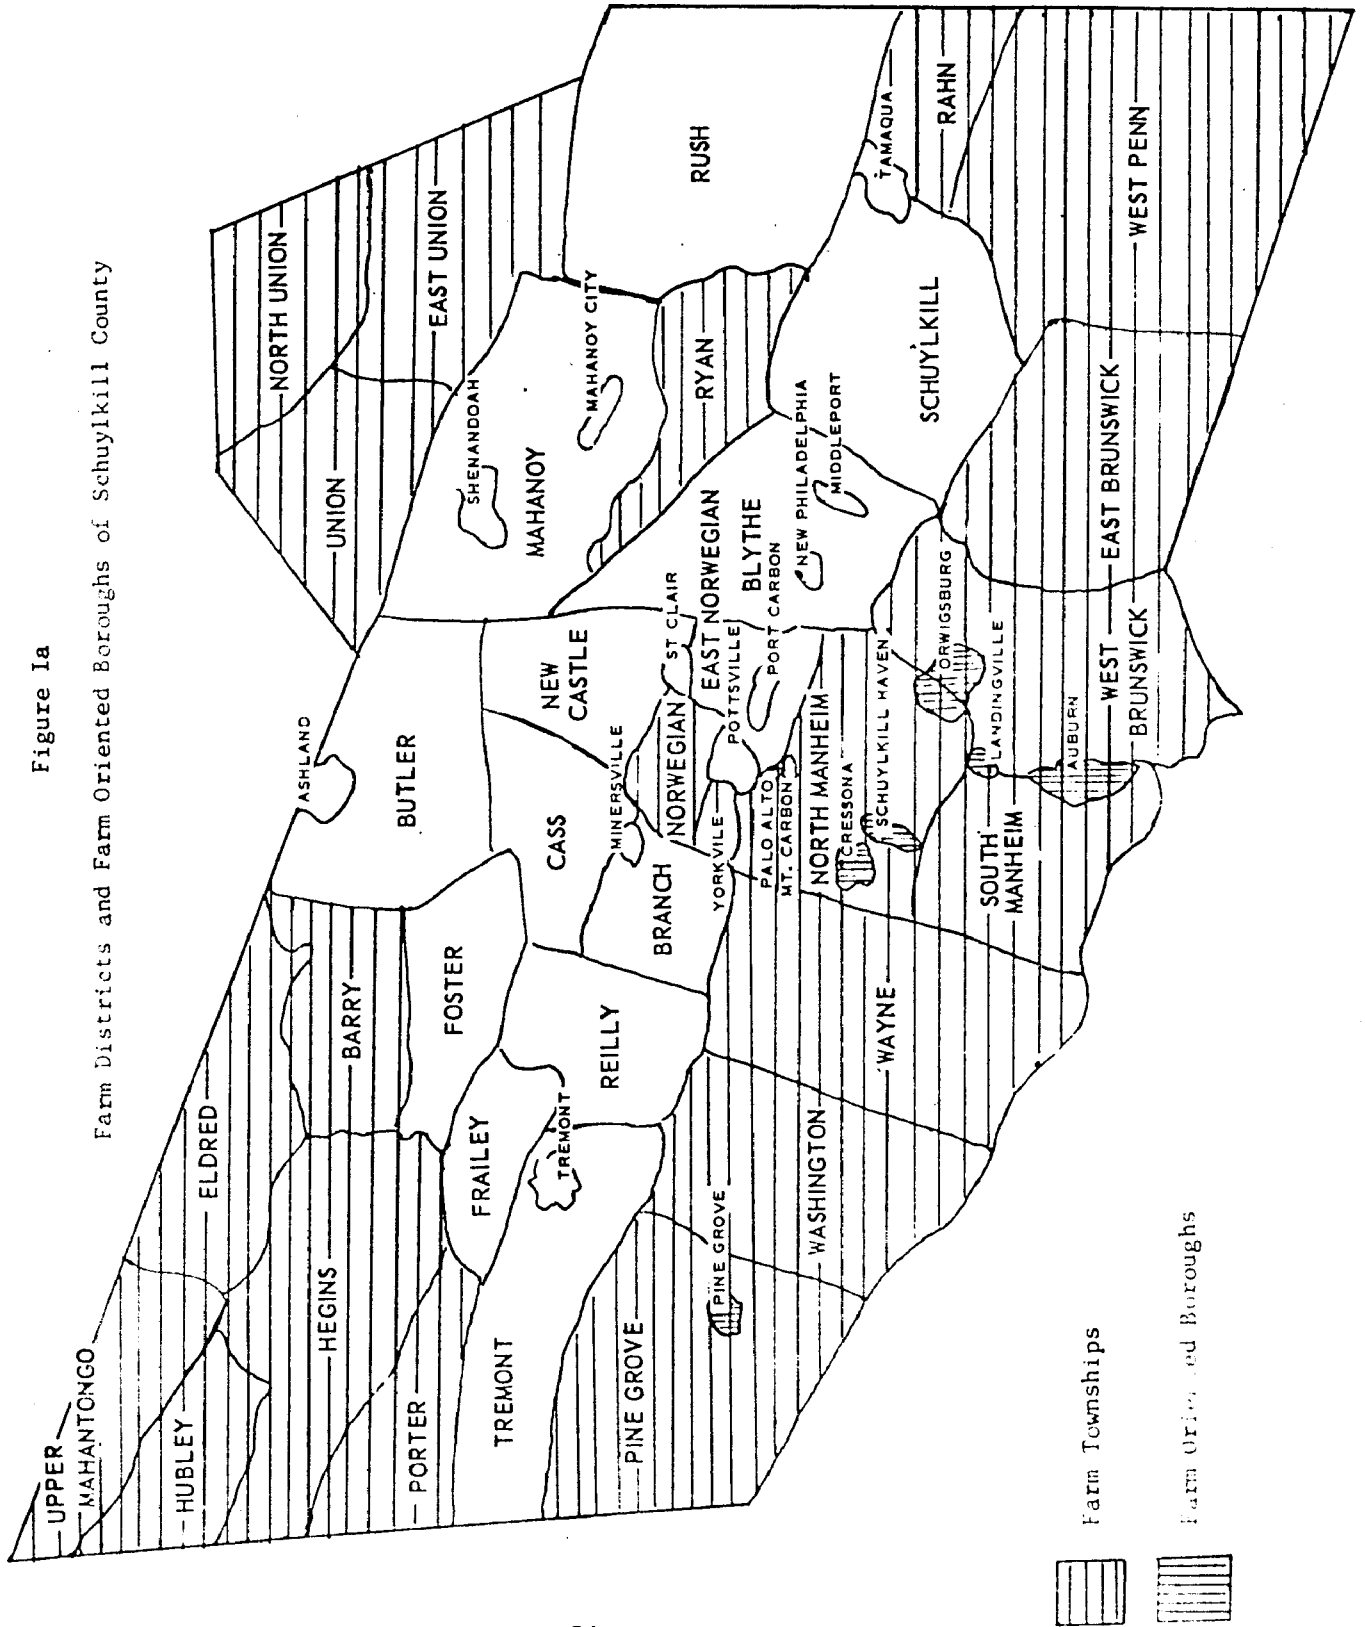 Figure 1a
Farm Districts and Farm Oriented Boroughs of Schuylkill County
UPPER
MAHANTONGO
HUBLEY
ELDRED
HEGINS
BARRY
PORTER
FRAILEY
FOSTER
TREMONT
TREMONT
REILLY
PINE GROVE
PINE GROVE
WASHINGTON
WAYNE
ASHLAND
BUTLER
CASS
NEW
CASTLE
MINERSVILLE
BRANCH
NORWEGIAN
ST CLAIR
EAST NORWEGIAN
YORKVILLE
POTTSVILLE
PORT CARBON
PALO ALTO
MT. CARBON
NORTH MANHEIM
CRESSONA
SCHUYLKILL HAVEN
ORWIGSBURG
LANDINGVILLE
SOUTH
MANHEIM
AUBURN
WEST
BRUNSWICK
EAST BRUNSWICK
BLYTHE
NEW PHILADELPHIA
MIDDLEPORT
UNION
NORTH UNION
EAST UNION
SHENANDOAH
MAHANOY CITY
MAHANOY
RYAN
RUSH
SCHUYLKILL
TAMAQUA
RAHN
WEST PENN
Farm Townships
Boroughs